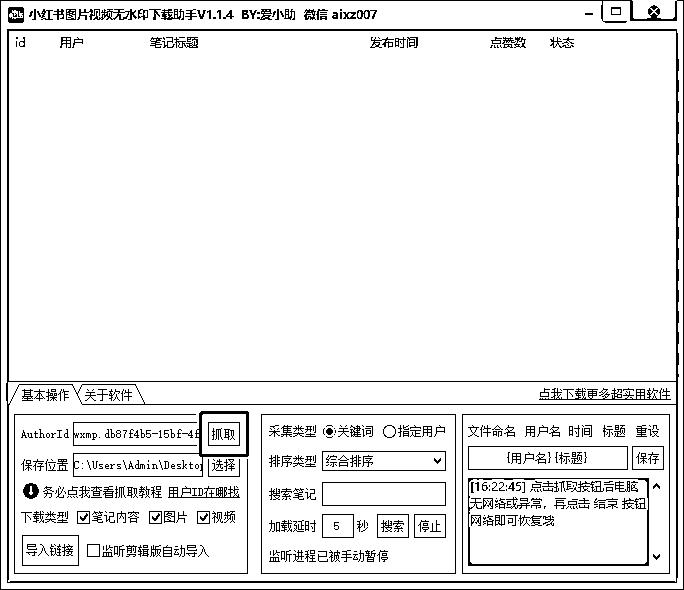 小红书图片视频无水印下载助手V1.1.4 BY:爱小助 微信 aixz007
id 用户 笔记标题 发布时间 点赞数 状态
基本操作 关于软件 点我下载更多超实用软件
AuthorId wxmp.db87f4b5-15bf-4f 抓取
保存位置 C:\Users\Admin\Desktop 选择
务必点我查看抓取教程 用户ID在哪找
下载类型 笔记内容 图片 视频
导入链接 监听剪辑版自动导入
采集类型 关键词 指定用户
排序类型 综合排序
搜索笔记
加载延时 5 秒 搜索 停止
监听进程已被手动暂停
文件命名 用户名 时间 标题 重设
{用户名}{标题} 保存
[16:22:45] 点击抓取按钮后电脑
无网络或异常，再点击 结束 按钮
网络即可恢复哦